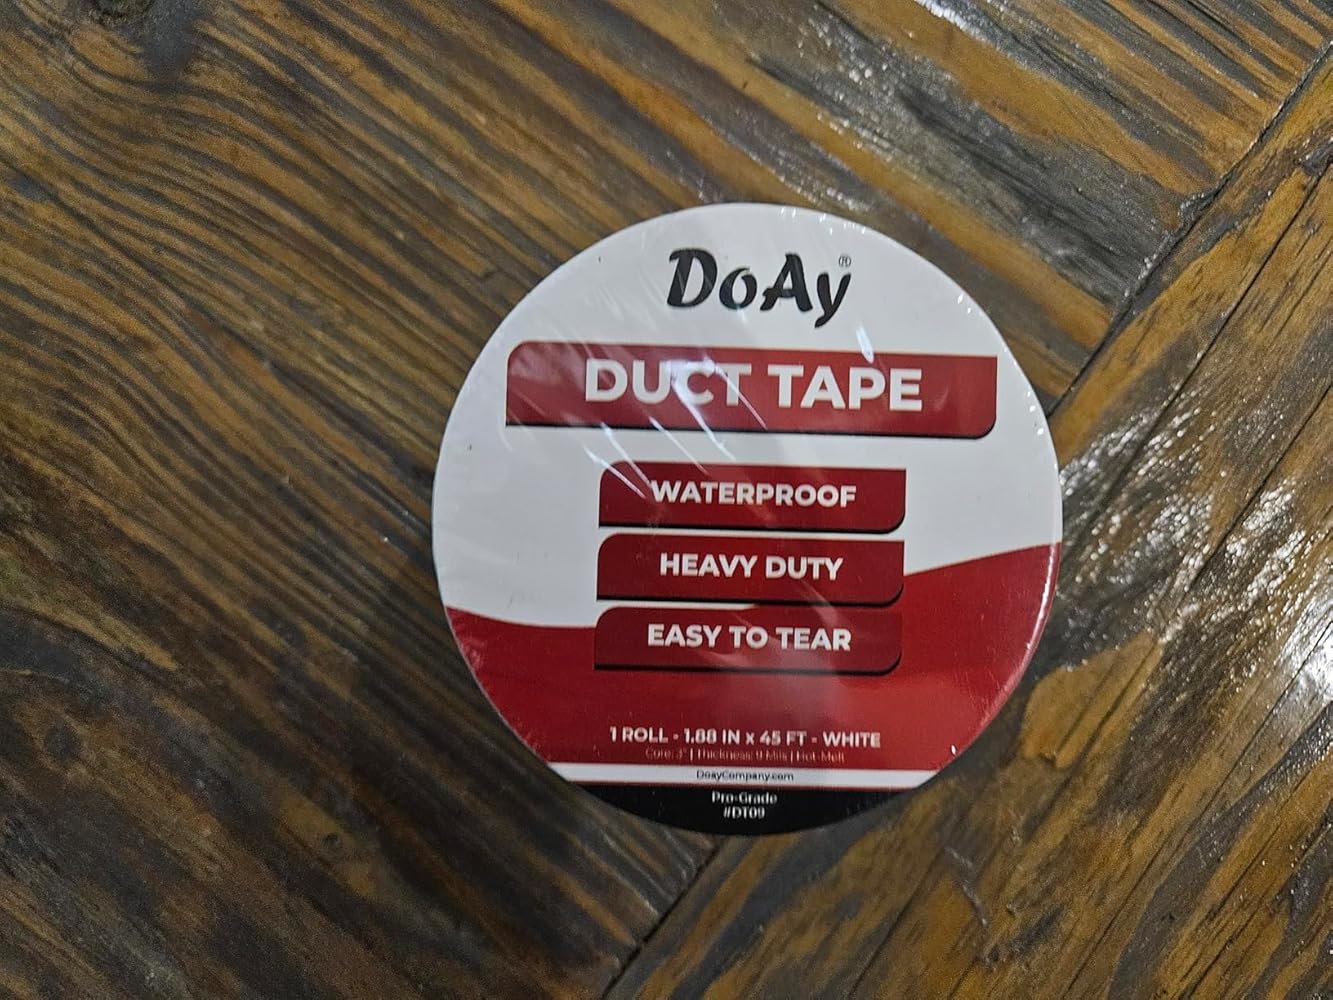 DoAy®
DUCT TAPE
WATERPROOF
HEAVY DUTY
EASY TO TEAR
1 ROLL - 1.88 IN x 45 FT - WHITE
Core: 3" | Thickness: 9 Mils | Hot-Melt
DoayCompany.com
Pro-Grade
#DT09